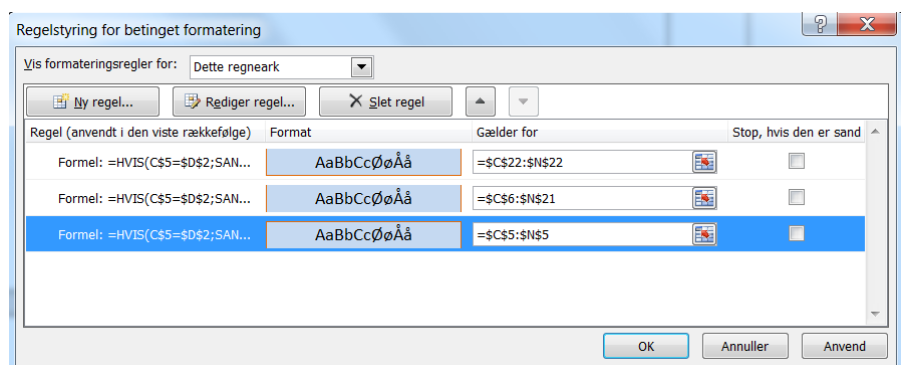 Regelstyring for betinget formatering
Vis formateringsregler for: Dette regneark
Ny regel... Rediger regel... Slet regel
Regel (anvendt i den viste rækkefølge) Format Gælder for Stop, hvis den er sand
Formel: =HVIS(C$5=$D$2;SAN... AaBbCcØøÅå =$C$22:$N$22
Formel: =HVIS(C$5=$D$2;SAN... AaBbCcØøÅå =$C$6:$N$21
Formel: =HVIS(C$5=$D$2;SAN... AaBbCcØøÅå =$C$5:$N$5
OK Annuller Anvend